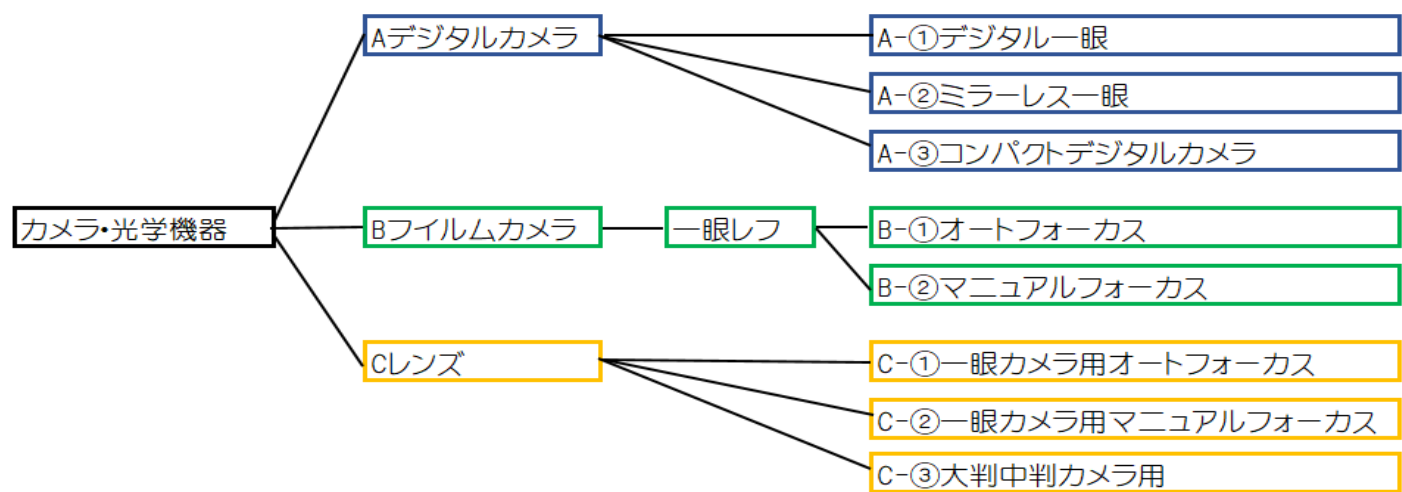 Aデジタルカメラ
A-①デジタル一眼
A-②ミラーレス一眼
A-③コンパクトデジタルカメラ
カメラ・光学機器
Bフイルムカメラ
一眼レフ
B-①オートフォーカス
B-②マニュアルフォーカス
Cレンズ
C-①一眼カメラ用オートフォーカス
C-②一眼カメラ用マニュアルフォーカス
C-③大判中判カメラ用